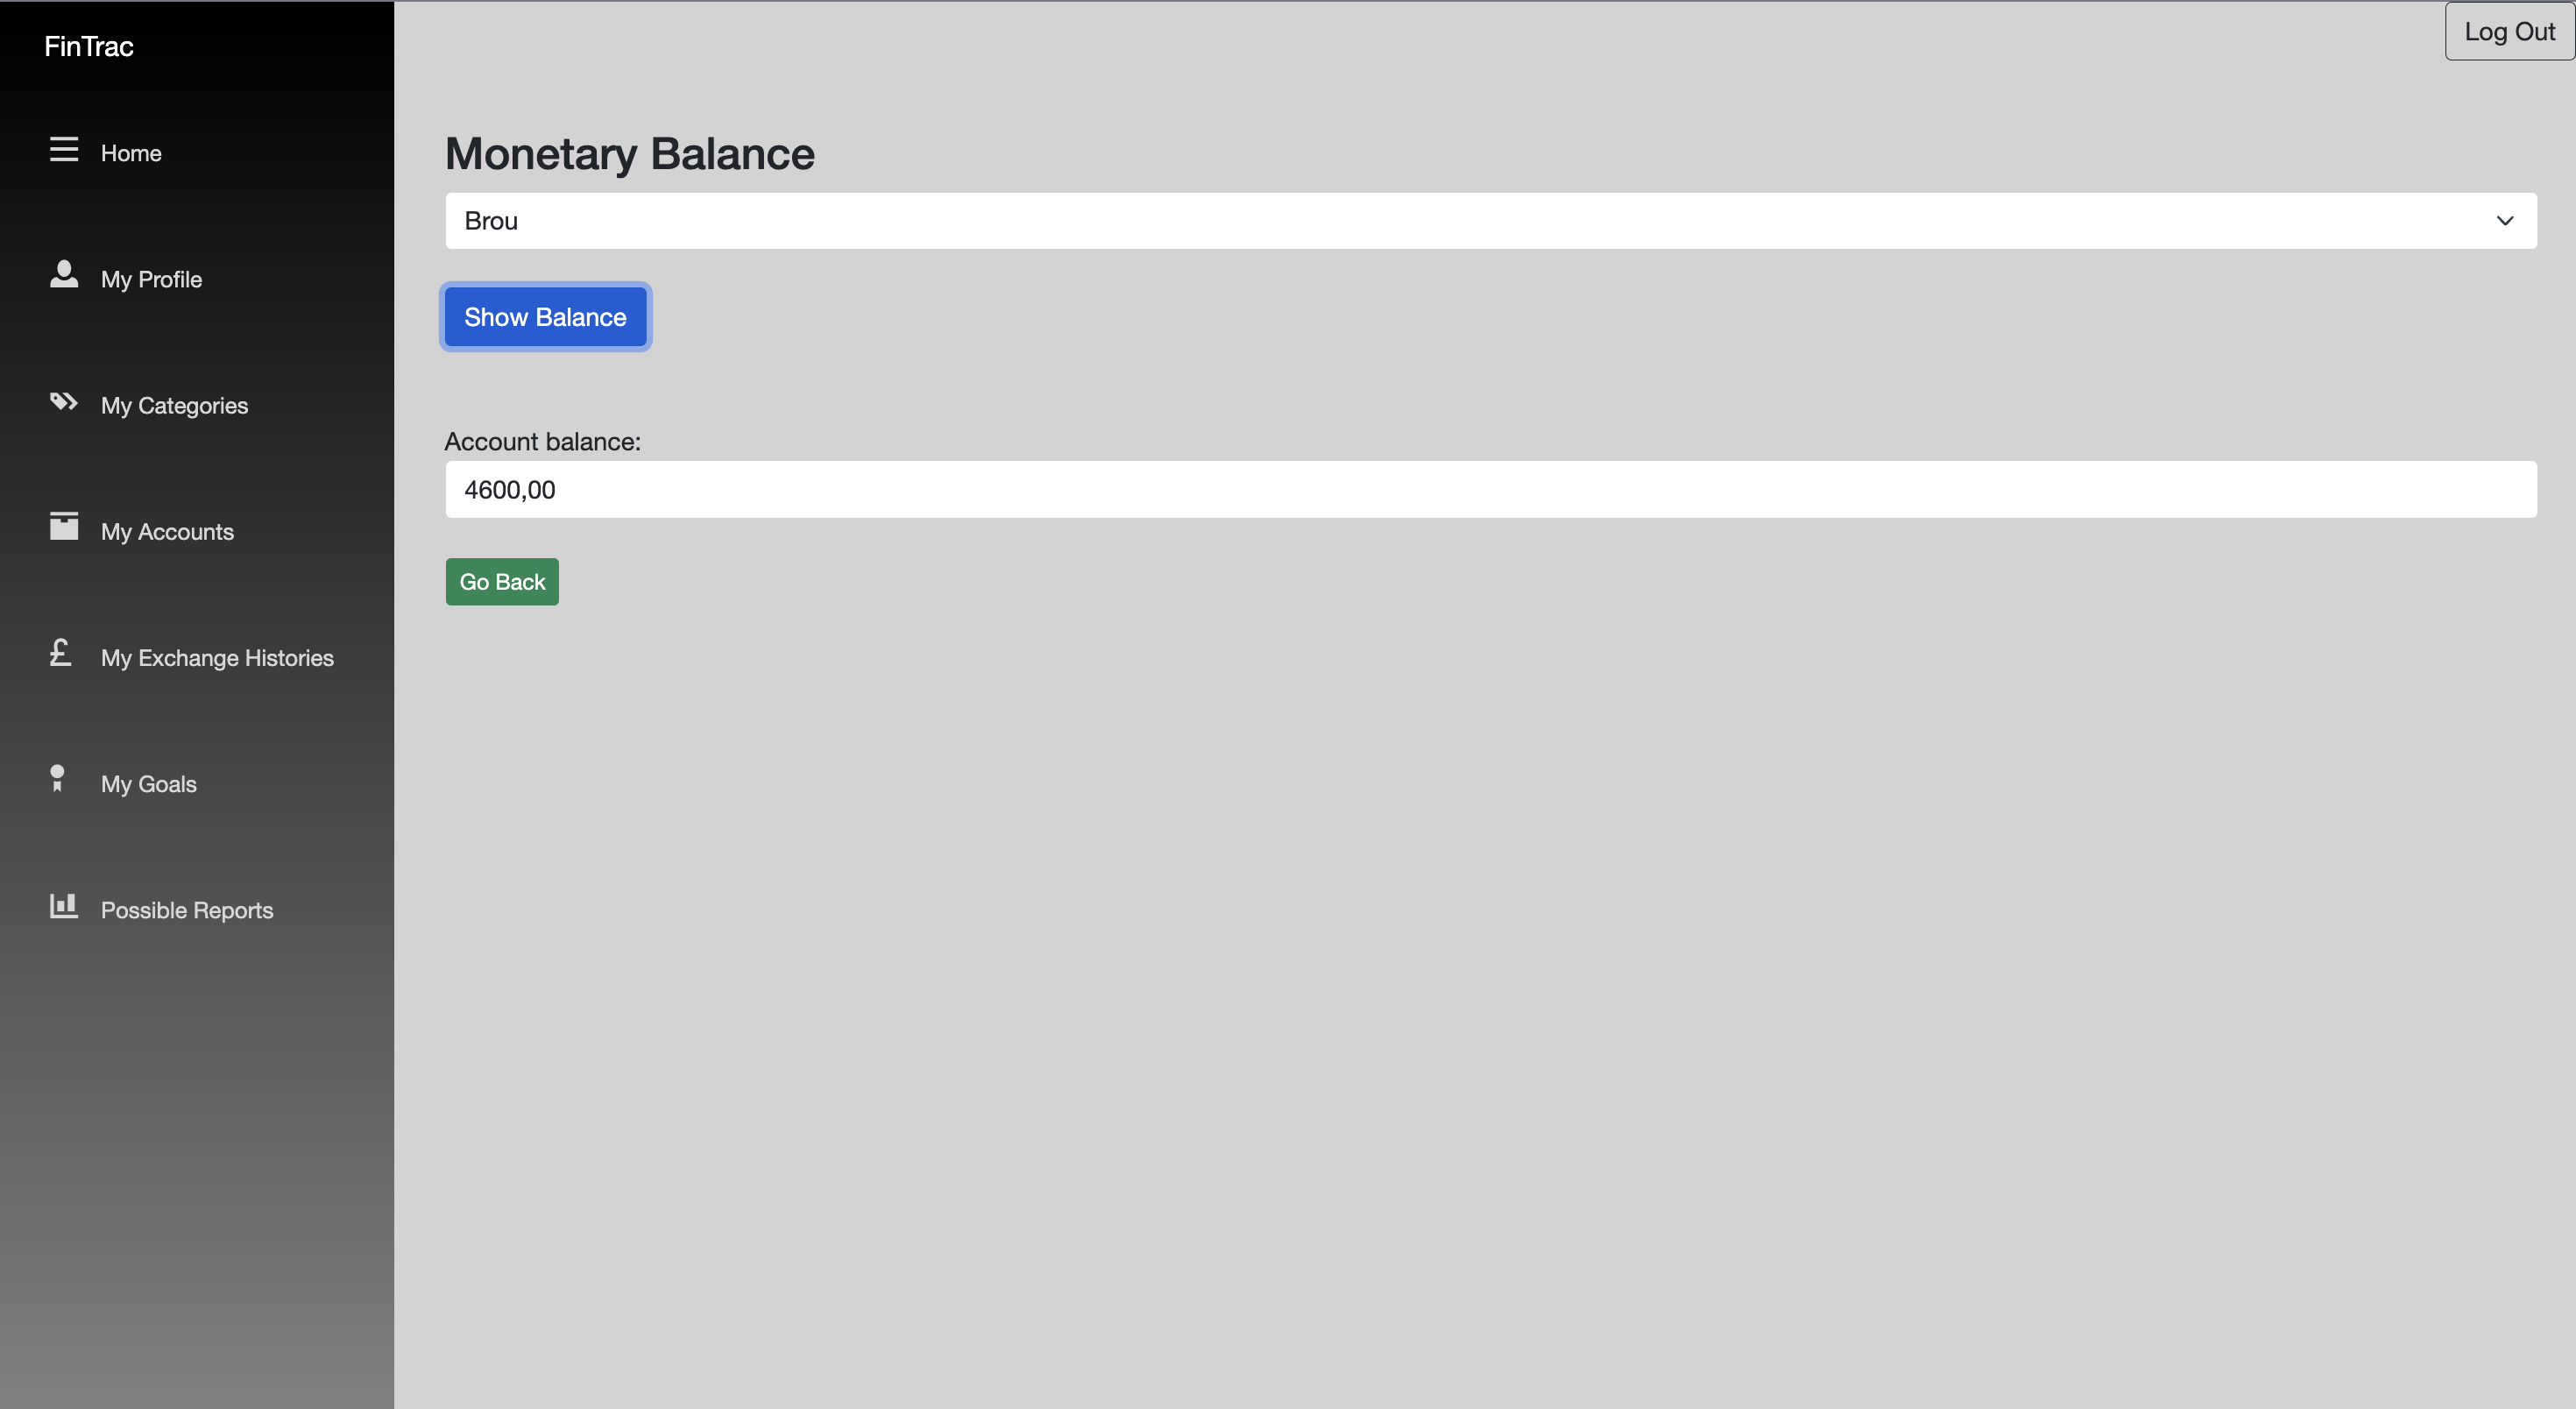 FinTrac
Log Out
Home
My Profile
My Categories
My Accounts
My Exchange Histories
My Goals
Possible Reports
Monetary Balance
Brou
Show Balance
Account balance:
4600,00
Go Back